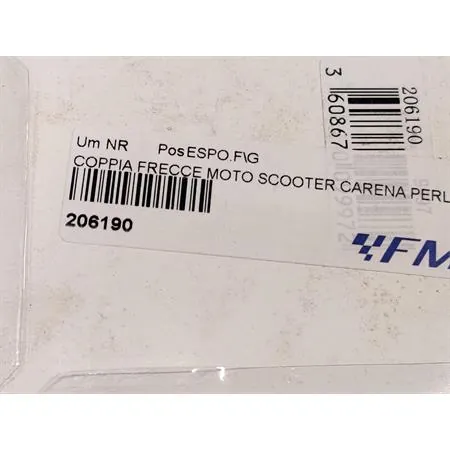 Um NR PosESPO.F\G
COPPIA FRECCE MOTO SCOOTER CARENA PERL
206190
206190
3 60867
FM